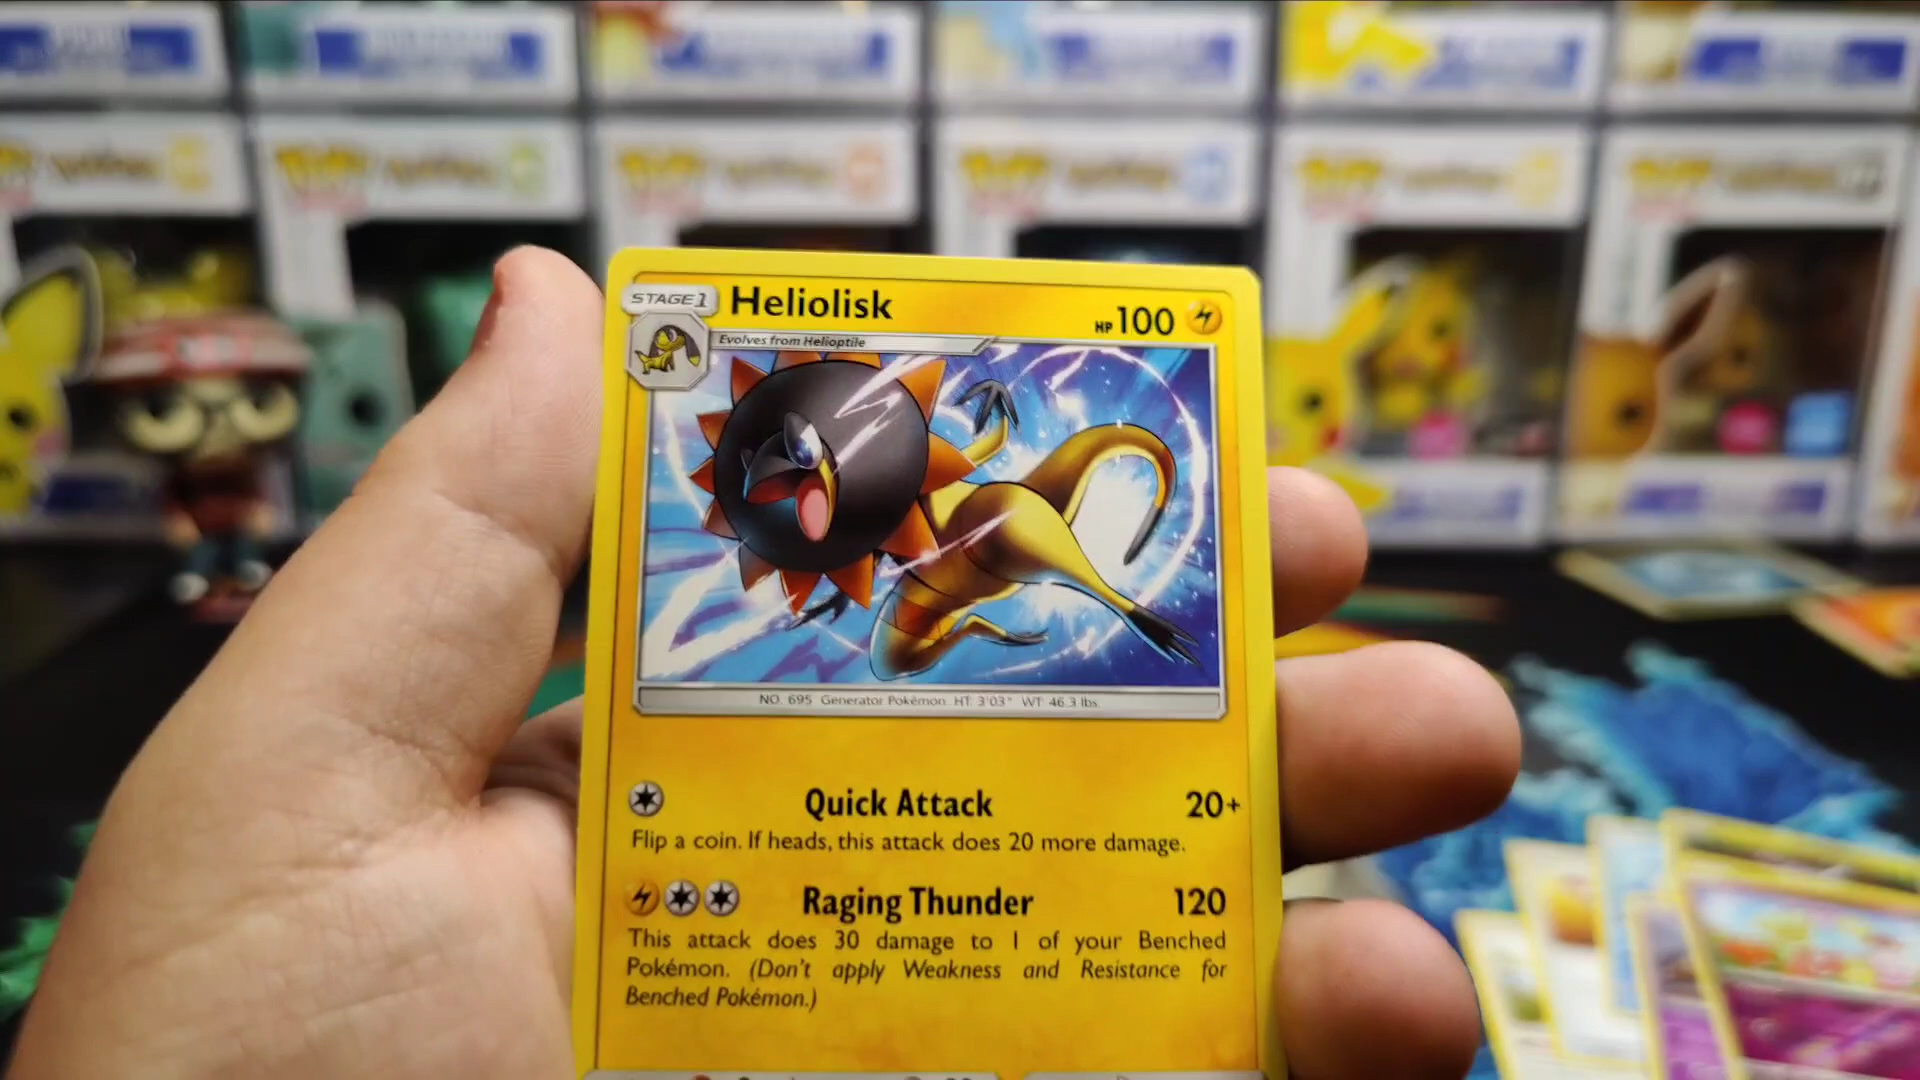 STAGE 1 Heliolisk HP 100
Evolves from Helioptile
NO. 695 Generator Pokémon HT: 3'03" WT: 46.3 lbs.
Quick Attack 20+
Flip a coin. If heads, this attack does 20 more damage.
Raging Thunder 120
This attack does 30 damage to 1 of your Benched
Pokémon. (Don't apply Weakness and Resistance for
Benched Pokémon.)